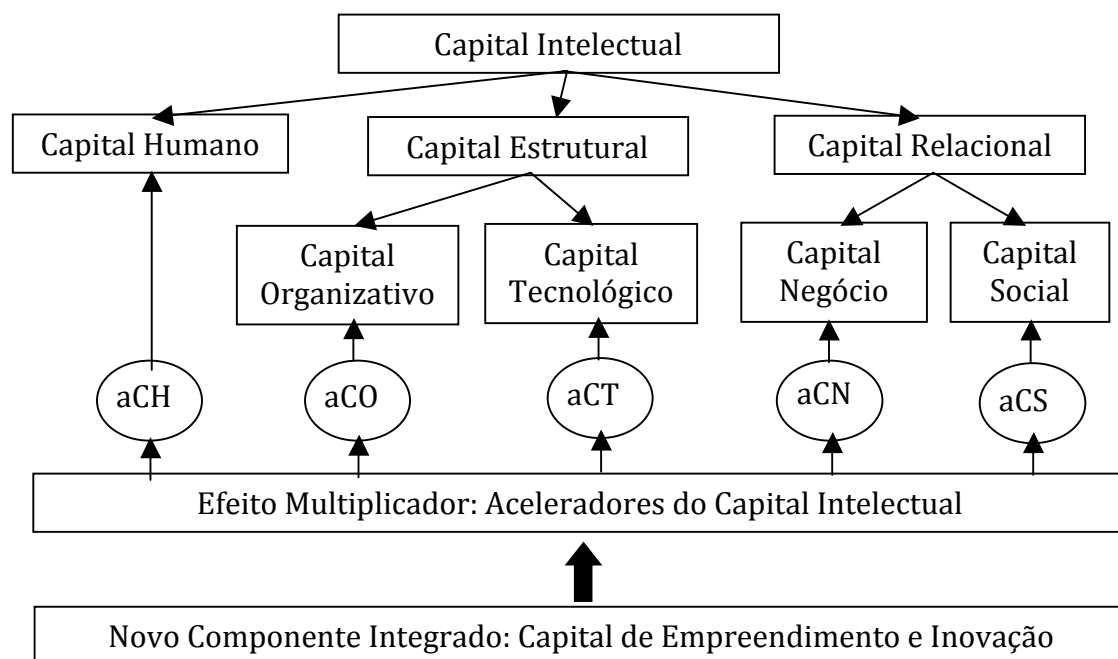 Capital Intelectual
Capital Humano
Capital Estrutural
Capital Relacional
Capital
Organizativo
Capital
Tecnológico
Capital
Negócio
Capital
Social
aCH
aCO
aCT
aCN
aCS
Efeito Multiplicador: Aceleradores do Capital Intelectual
Novo Componente Integrado: Capital de Empreendimento e Inovação